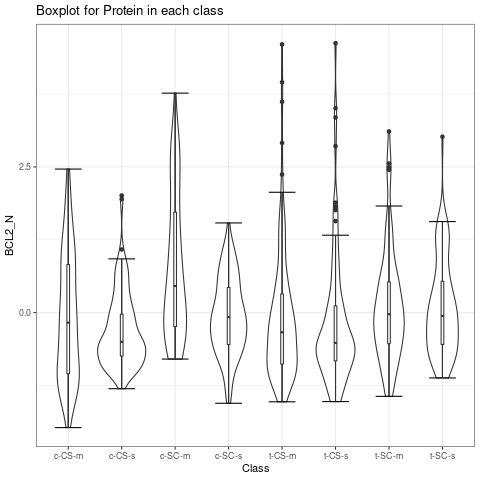 Boxplot for Protein in each class
BCL2_N
2.5
0.0
c-CS-m c-CS-s c-SC-m c-SC-s t-CS-m t-CS-s t-SC-m t-SC-s
Class